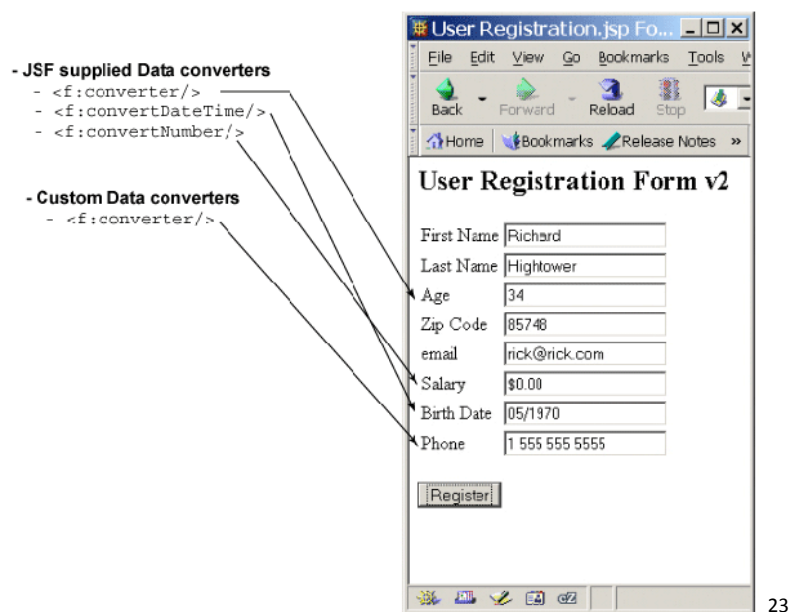 - JSF supplied Data converters
- <f:converter/>
- <f:convertDateTime/>
- <f:convertNumber/>
- Custom Data converters
- <f:converter/>
User Registration.jsp Fo...
File Edit View Go Bookmarks Tools
Back Forward Reload Stop
Home Bookmarks Release Notes »
User Registration Form v2
First Name Richard
Last Name Hightower
Age 34
Zip Code 85748
email rick@rick.com
Salary $0.00
Birth Date 05/1970
Phone 1 555 555 5555
Register
23